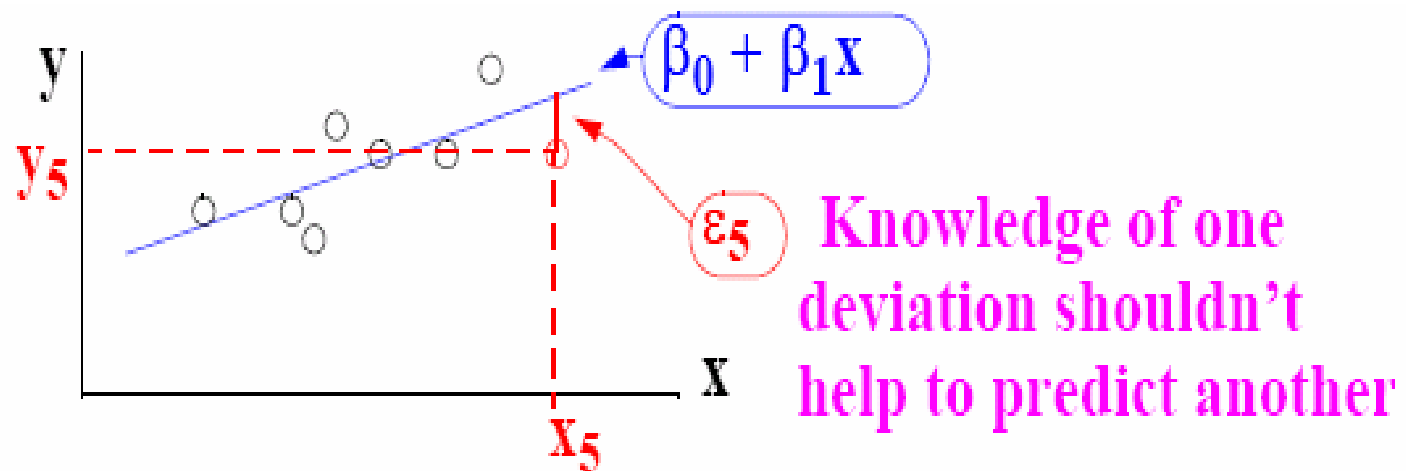 y
β₀ + β₁x
y₅
ε₅
Knowledge of one
deviation shouldn't
help to predict another
x
x₅